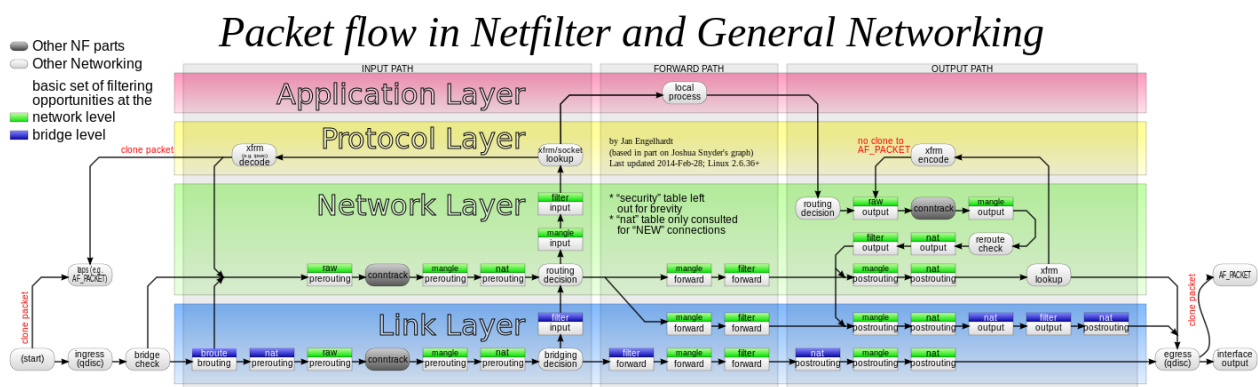 Packet flow in Netfilter and General Networking
Other NF parts
Other Networking
basic set of filtering
opportunities at the
network level
bridge level
INPUT PATH
FORWARD PATH
OUTPUT PATH
Application Layer
local
process
Protocol Layer
clone packet
xfrm
decode
xfrm/socket
lookup
by Jan Engelhardt
(based in part on Joshua Snyder's graph)
Last updated 2014-Feb-28; Linux 2.6.36+
no clone to
AF_PACKET
xfrm
encode
Network Layer
filter
input
mangle
input
* “security” table left
out for brevity
* “nat” table only consulted
for “NEW” connections
routing
decision
raw
output
conntrack
mangle
output
filter
output
nat
output
reroute
check
taps (e.g.
AF_PACKET)
raw
prerouting
conntrack
mangle
prerouting
nat
prerouting
routing
decision
mangle
forward
filter
forward
mangle
postrouting
nat
postrouting
xfrm
lookup
AF_PACKET
clone packet
clone packet
Link Layer
filter
input
mangle
forward
filter
forward
mangle
postrouting
nat
postrouting
nat
output
filter
output
nat
postrouting
(start)
ingress
(qdisc)
bridge
check
broute
brouting
nat
prerouting
raw
prerouting
conntrack
mangle
prerouting
nat
prerouting
bridging
decision
filter
forward
mangle
forward
filter
forward
nat
postrouting
mangle
postrouting
nat
postrouting
egress
(qdisc)
interface
output